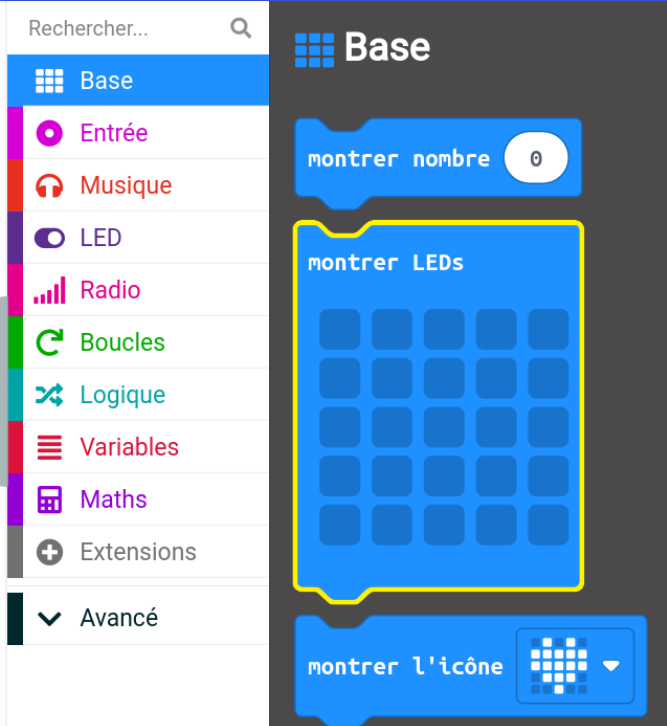 Rechercher...
Base
Entrée
Musique
LED
Radio
Boucles
Logique
Variables
Maths
Extensions
Avancé
Base
montrer nombre 0
montrer LEDs
montrer l'icône